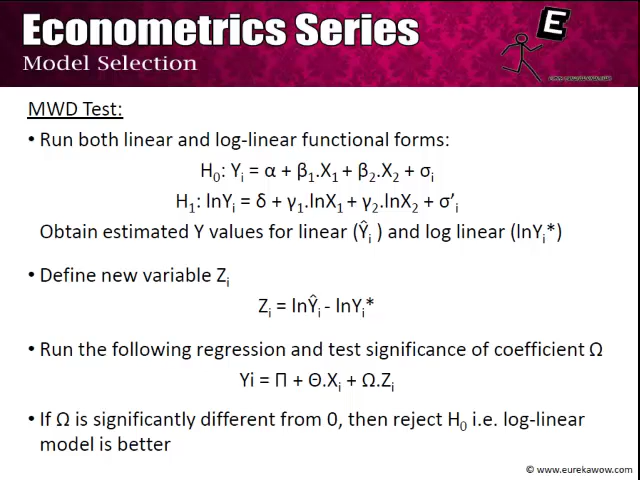 Econometrics Series
E
Model Selection
MWD Test:
• Run both linear and log-linear functional forms:
H₀: Yᵢ = α + β₁.X₁ + β₂.X₂ + σᵢ
H₁: lnYᵢ = δ + γ₁.lnX₁ + γ₂.lnX₂ + σ’ᵢ
Obtain estimated Y values for linear (Ŷᵢ ) and log linear (lnYᵢ*)
• Define new variable Zᵢ
Zᵢ = lnŶᵢ - lnYᵢ*
• Run the following regression and test significance of coefficient Ω
Yi = Π + Θ.Xᵢ + Ω.Zᵢ
• If Ω is significantly different from 0, then reject H₀ i.e. log-linear
model is better
© www.eurekawow.com